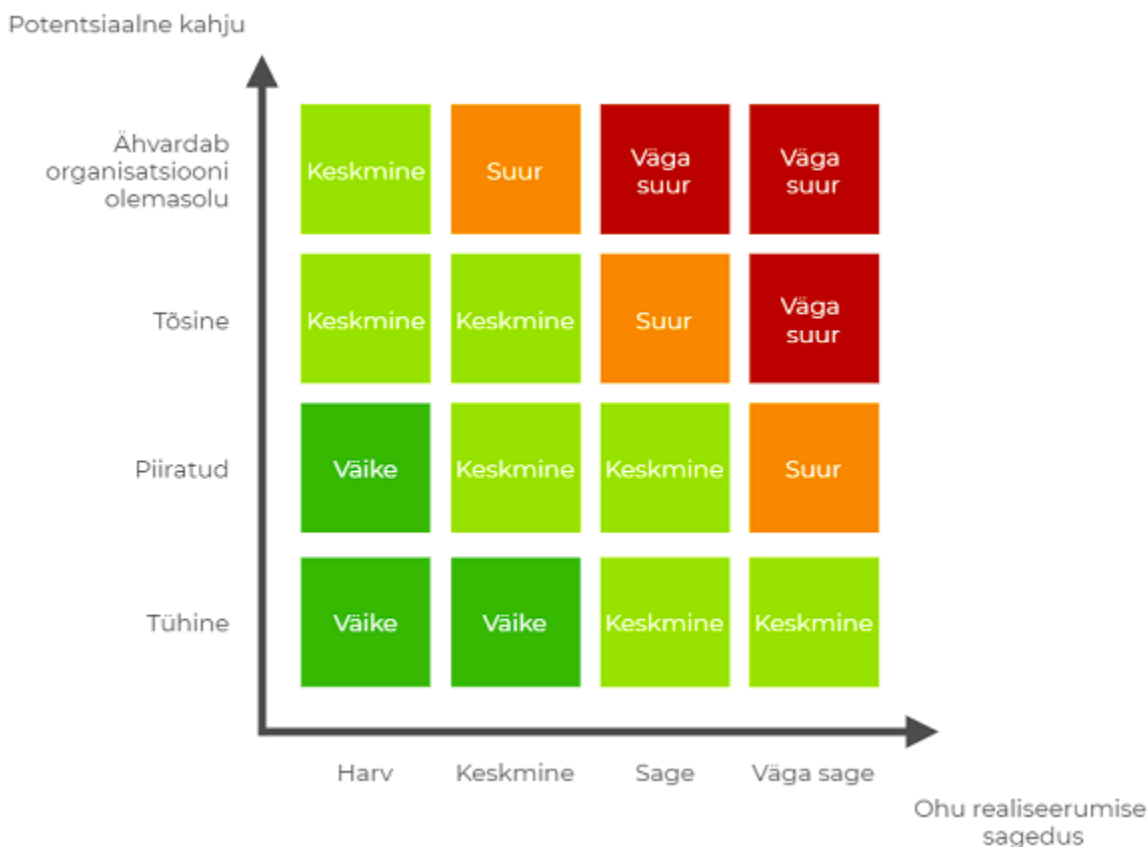 Potentsiaalne kahju
Ähvardab
organisatsiooni
olemasolu
Keskmine
Suur
Väga
suur
Väga
suur
Tõsine
Keskmine
Keskmine
Suur
Väga
suur
Piiratud
Väike
Keskmine
Keskmine
Suur
Tühine
Väike
Väike
Keskmine
Keskmine
Harv
Keskmine
Sage
Väga sage
Ohu realiseerumise
sagedus